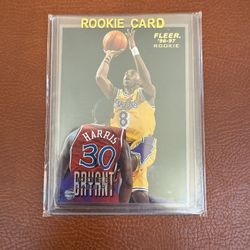 ROOKIE CARD
FLEER.
'96-'97
ROOKIE
8
HARRIS
30
BRYANT